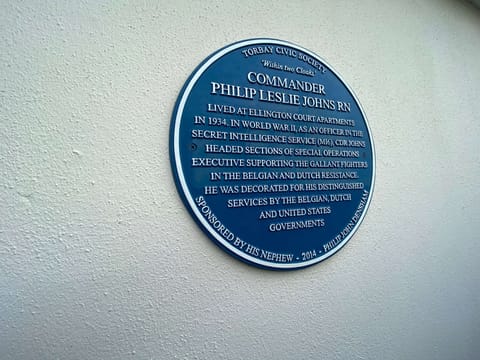 TORBAY CIVIC SOCIETY
'Within two Cloaks'
COMMANDER
PHILIP LESLIE JOHNS RN
LIVED AT ELLINGTON COURT APARTMENTS
IN 1934. IN WORLD WAR II, AS AN OFFICER IN THE
SECRET INTELLIGENCE SERVICE (MI6), CDR JOHNS
HEADED SECTIONS OF SPECIAL OPERATIONS
EXECUTIVE SUPPORTING THE GALLANT FIGHTERS
IN THE BELGIAN AND DUTCH RESISTANCE.
HE WAS DECORATED FOR HIS DISTINGUISHED
SERVICES BY THE BELGIAN, DUTCH
AND UNITED STATES
GOVERNMENTS
SPONSORED BY HIS NEPHEW - 2014 - PHILIP JOHN DENSHAM